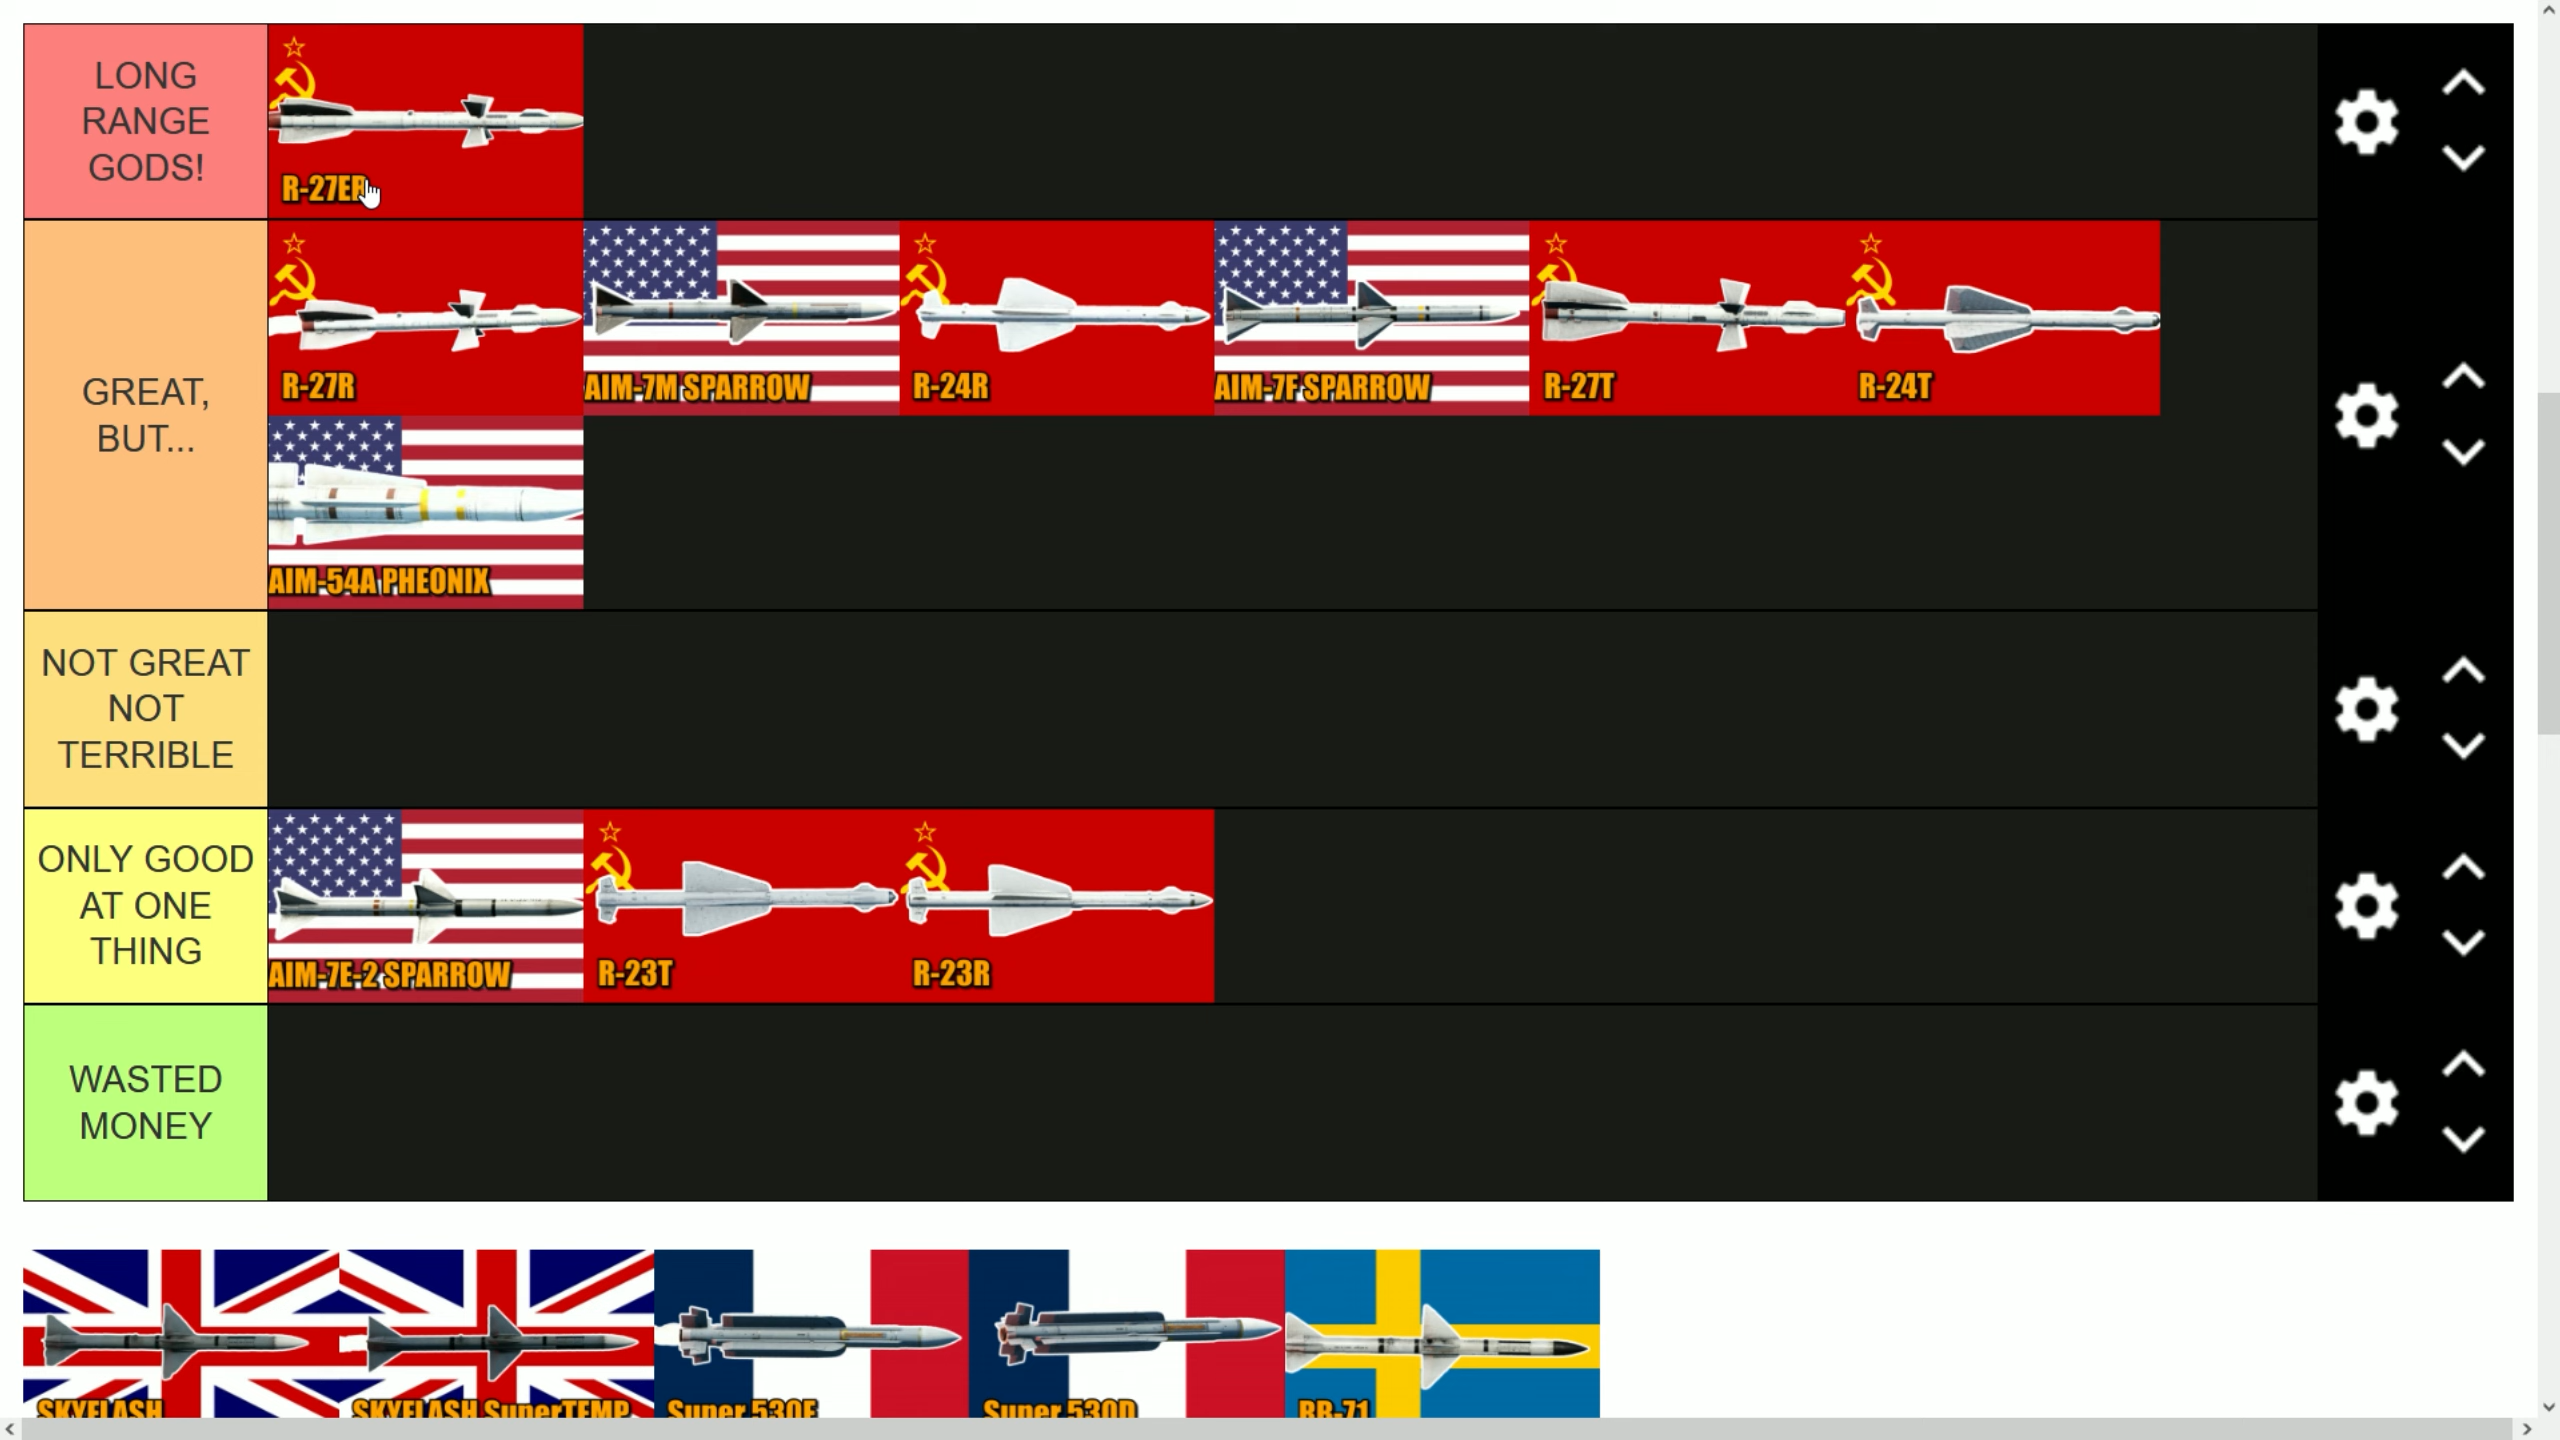 LONG
RANGE
GODS!
R-27ER
GREAT,
BUT...
R-27R
AIM-7M SPARROW
R-24R
AIM-7F SPARROW
R-27T
R-24T
AIM-54A PHEONIX
NOT GREAT
NOT
TERRIBLE
ONLY GOOD
AT ONE
THING
AIM-7E-2 SPARROW
R-23T
R-23R
WASTED
MONEY
SKYFLASH
SKYFLASH SuperTEMP
Super 530F
Super 530D
RB-71